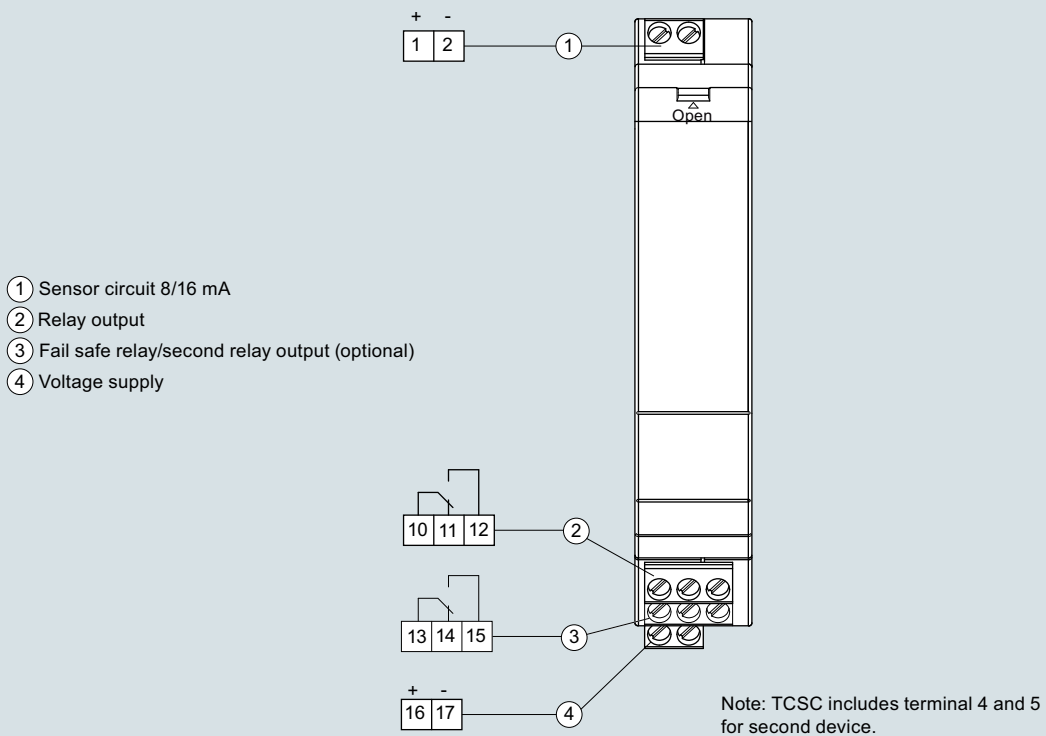 + -
1 2
1
Open
1 Sensor circuit 8/16 mA
2 Relay output
3 Fail safe relay/second relay output (optional)
4 Voltage supply
10 11 12
2
13 14 15
3
+ -
16 17
4
Note: TCSC includes terminal 4 and 5
for second device.